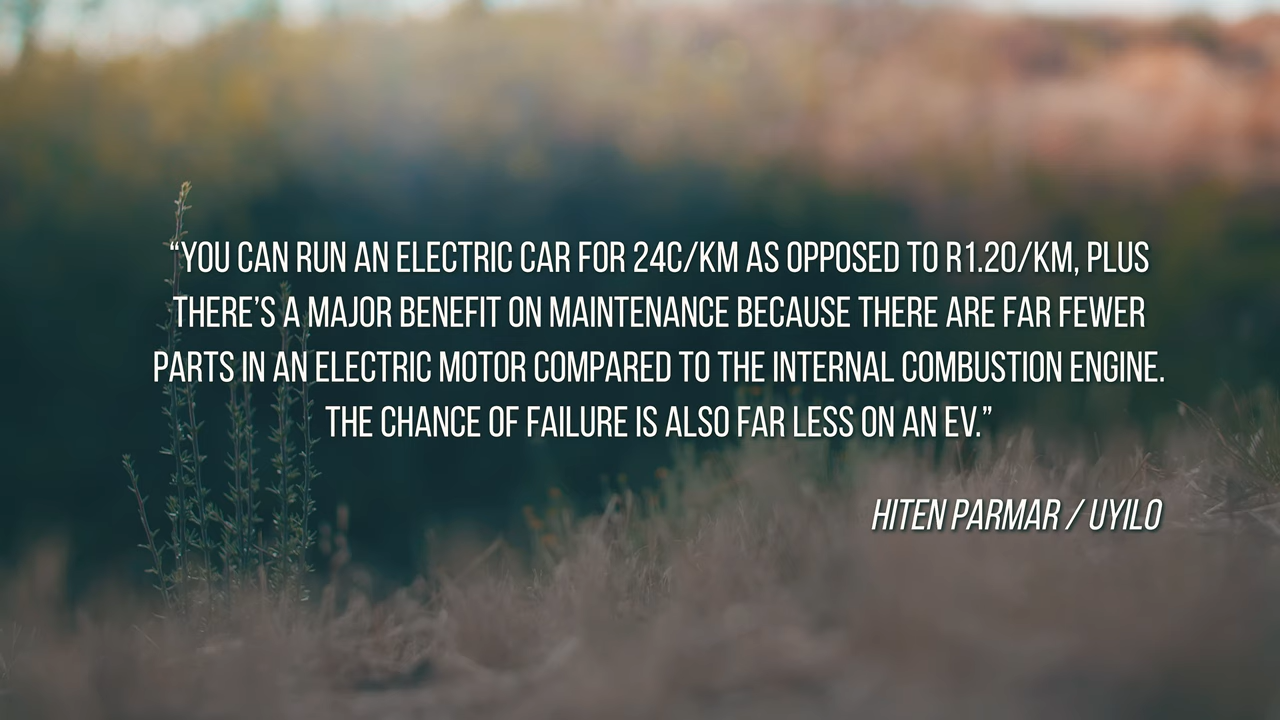 “YOU CAN RUN AN ELECTRIC CAR FOR 24C/KM AS OPPOSED TO R1.20/KM, PLUS
THERE’S A MAJOR BENEFIT ON MAINTENANCE BECAUSE THERE ARE FAR FEWER
PARTS IN AN ELECTRIC MOTOR COMPARED TO THE INTERNAL COMBUSTION ENGINE.
THE CHANCE OF FAILURE IS ALSO FAR LESS ON AN EV.”
HITEN PARMAR / UYILO